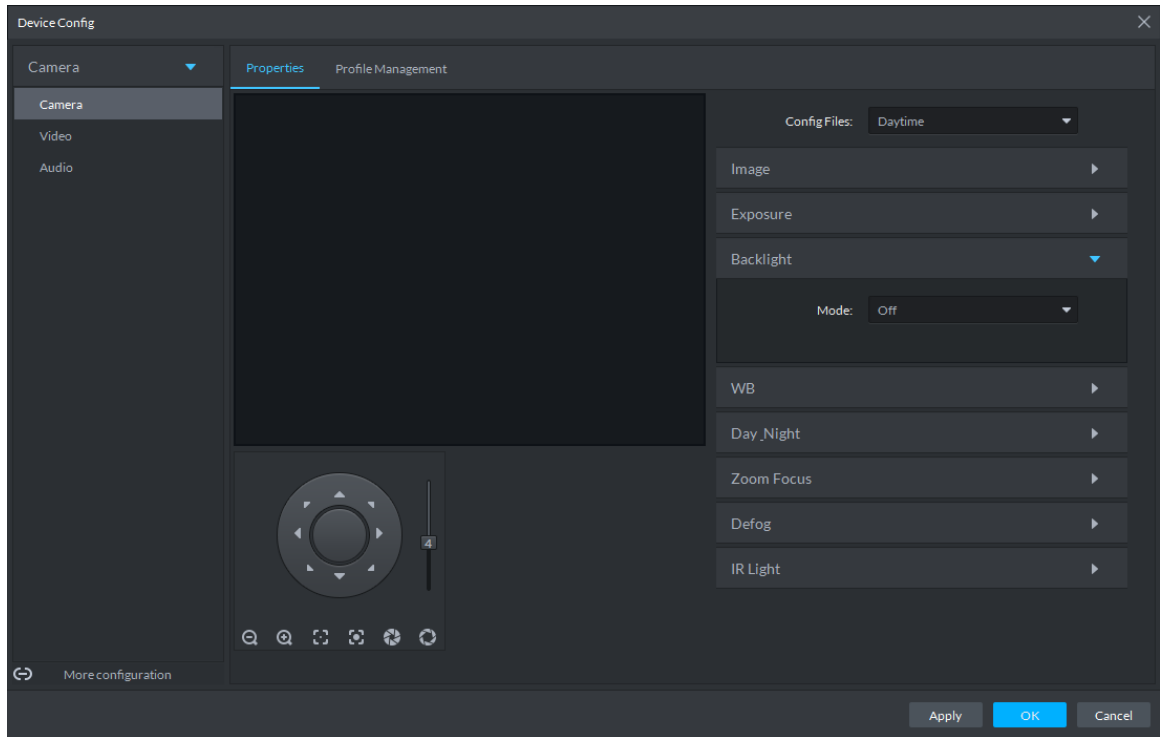 Device Config
Camera
Camera
Video
Audio
More configuration
Properties
Profile Management
Config Files:
Daytime
Image
Exposure
Backlight
Mode:
Off
WB
Day_Night
Zoom Focus
Defog
IR Light
4
Apply
OK
Cancel